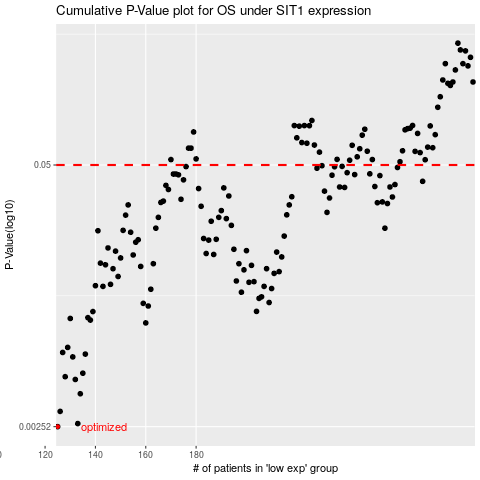 Cumulative P-Value plot for OS under SIT1 expression
P-Value(log10)
0.05
0.00252
optimized
0 120 140 160 180
# of patients in 'low exp' group